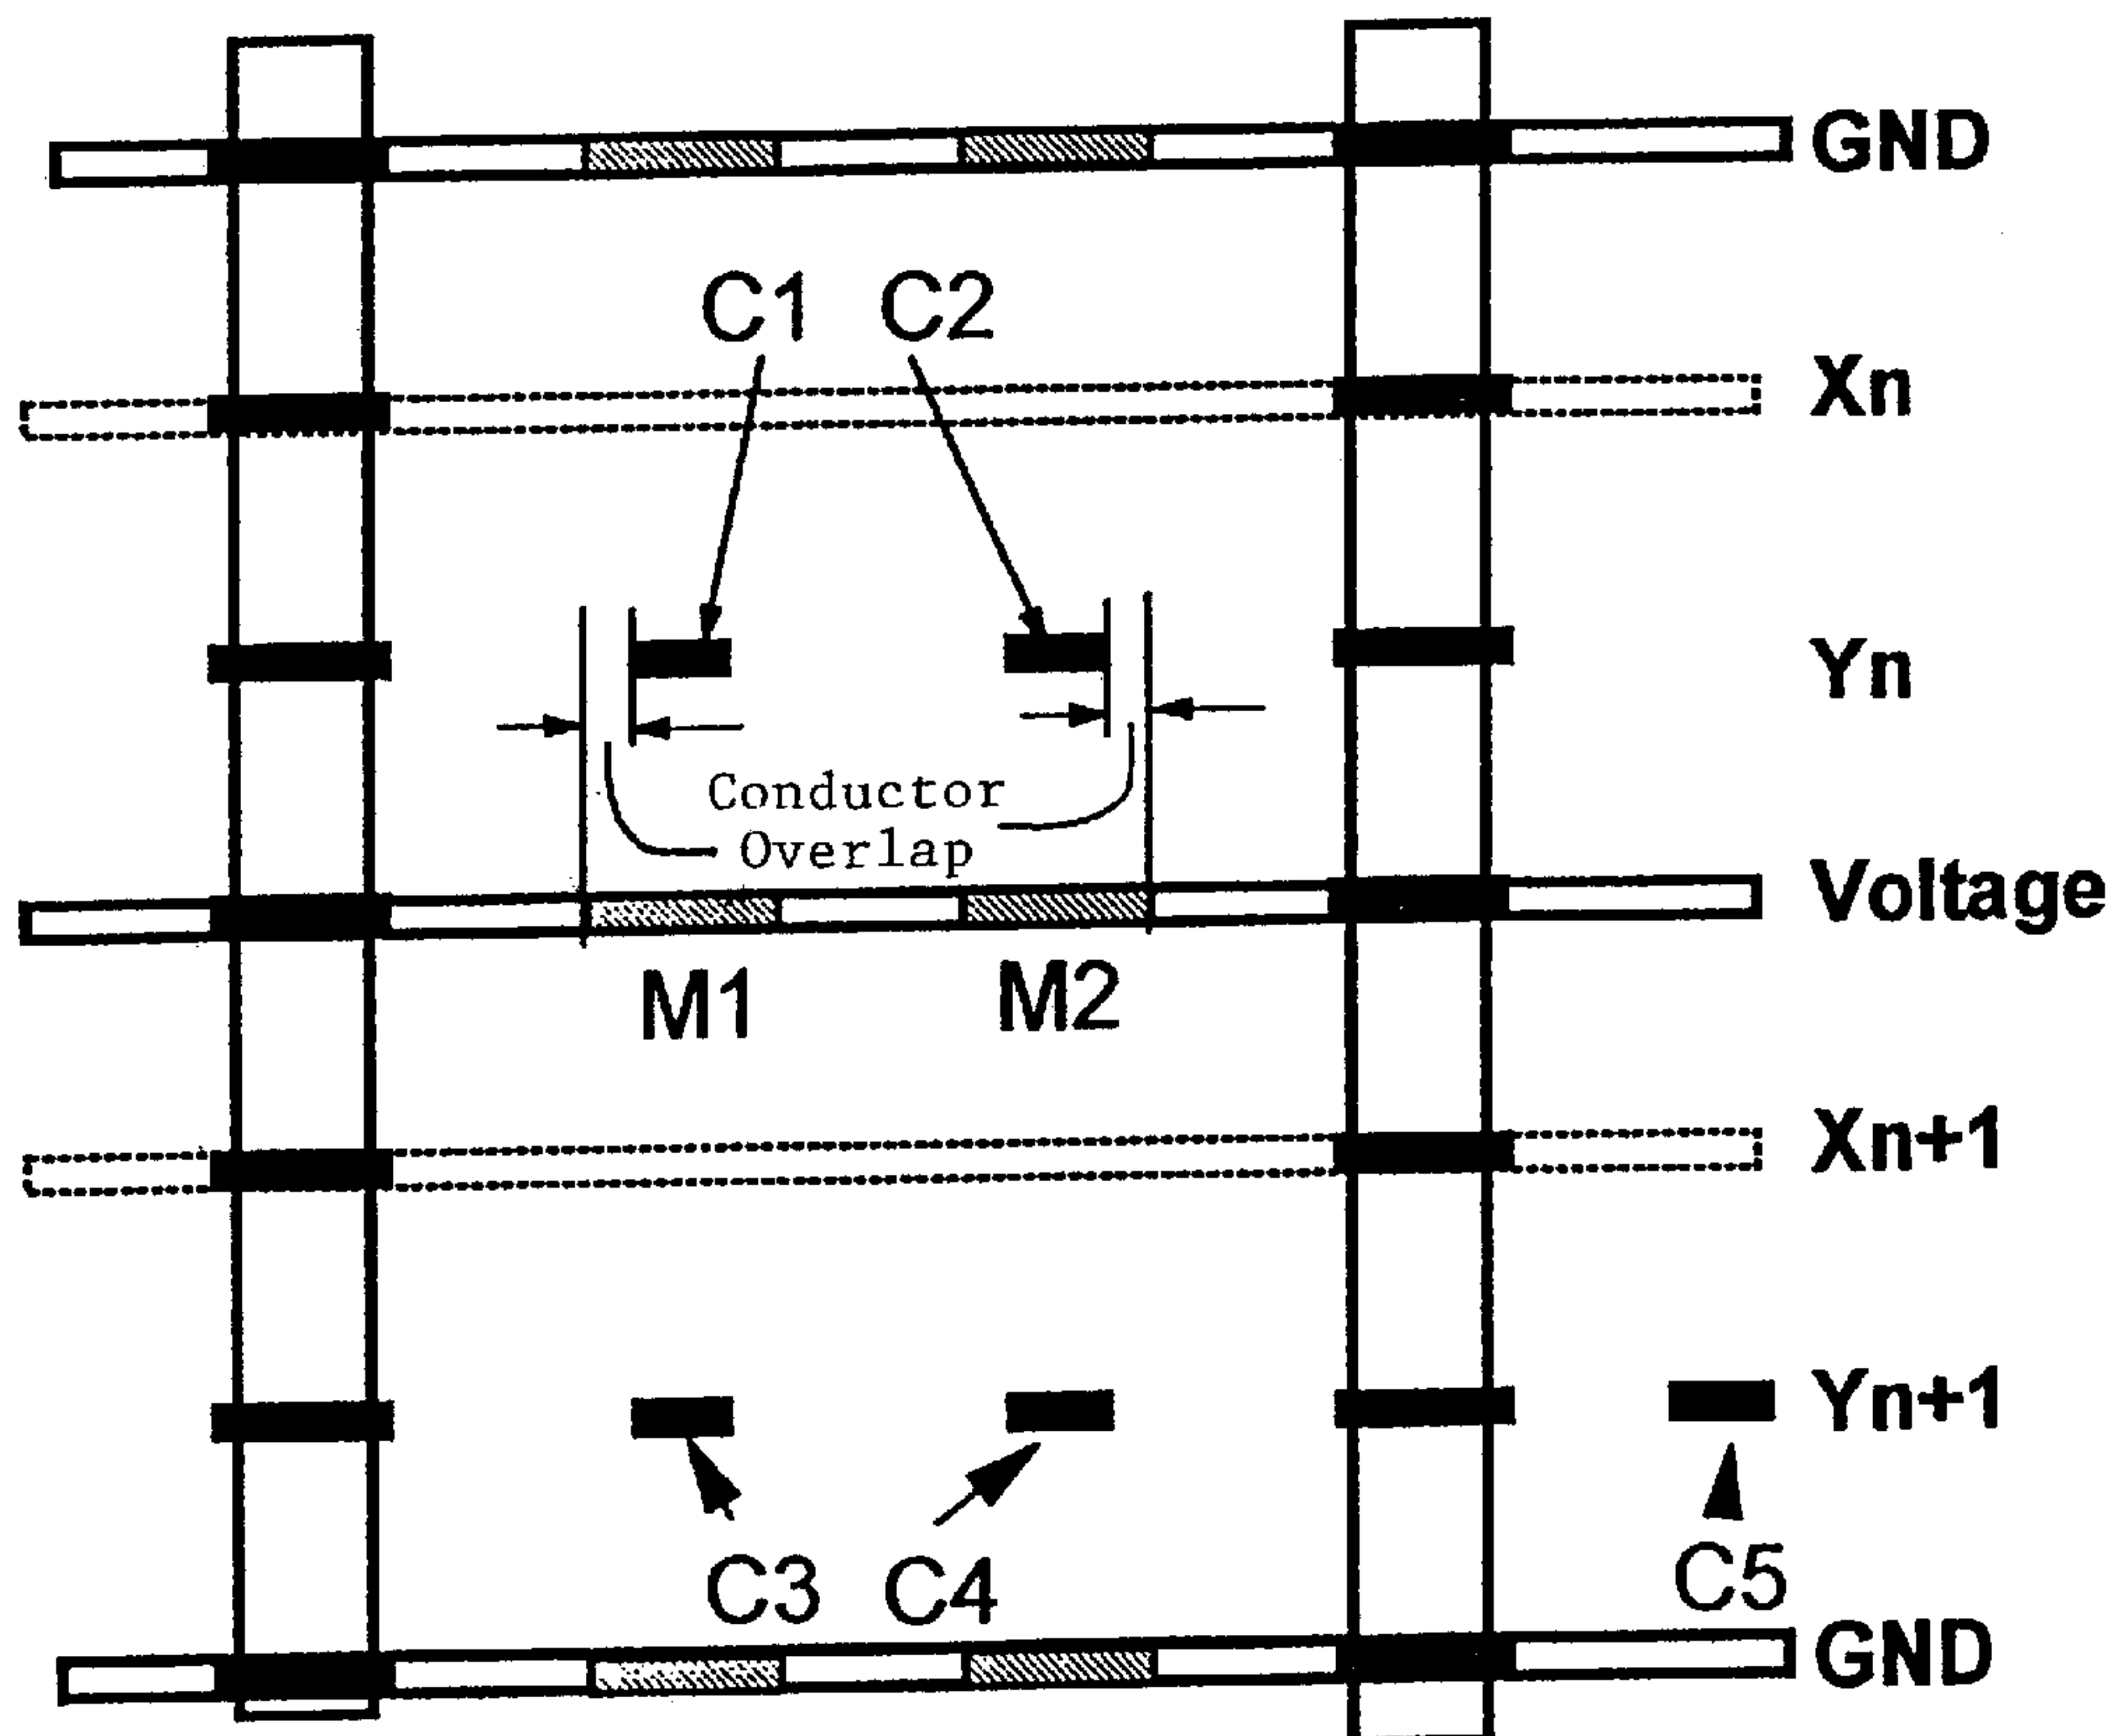 GND
C1 C2
Xn
Yn
Conductor
Overlap
Voltage
M1 M2
Xn+1
Yn+1
C3 C4 C5
GND